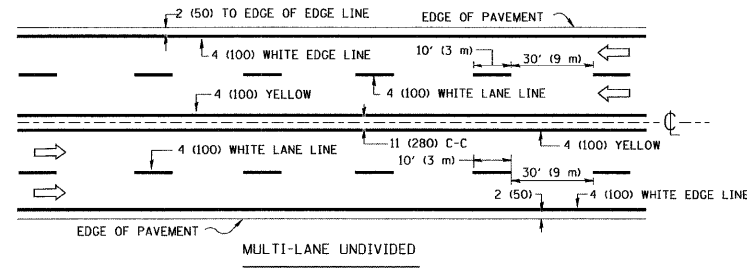 2 (50) TO EDGE OF EDGE LINE
EDGE OF PAVEMENT
4 (100) WHITE EDGE LINE
10' (3 m)
30' (9 m)
4 (100) YELLOW
4 (100) WHITE LANE LINE
℄
4 (100) WHITE LANE LINE
11 (280) C-C
4 (100) YELLOW
10' (3 m)
30' (9 m)
2 (50)
4 (100) WHITE EDGE LINE
EDGE OF PAVEMENT
MULTI-LANE UNDIVIDED